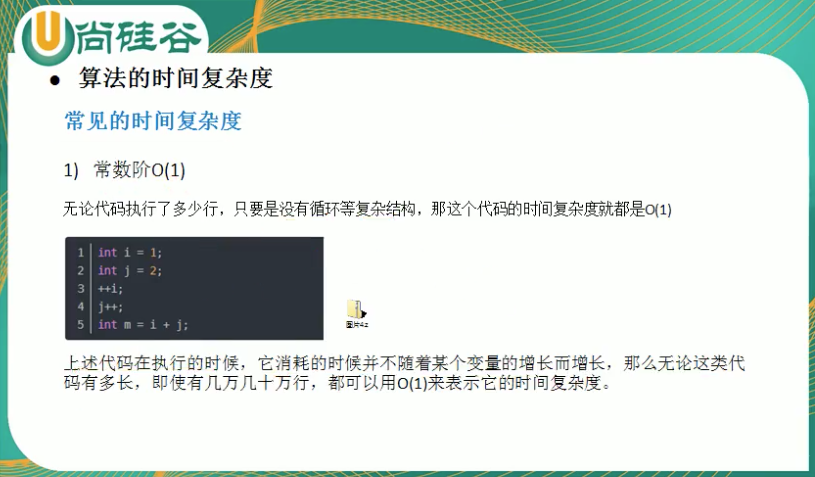 尚硅谷
● 算法的时间复杂度
常见的时间复杂度
1) 常数阶O(1)
无论代码执行了多少行，只要是没有循环等复杂结构，那这个代码的时间复杂度就都是O(1)
1 int i = 1;
2 int j = 2;
3 ++i;
4 j++;
5 int m = i + j;
图片4.z
上述代码在执行的时候，它消耗的时候并不随着某个变量的增长而增长，那么无论这类代
码有多长，即使有几万几十万行，都可以用O(1)来表示它的时间复杂度。